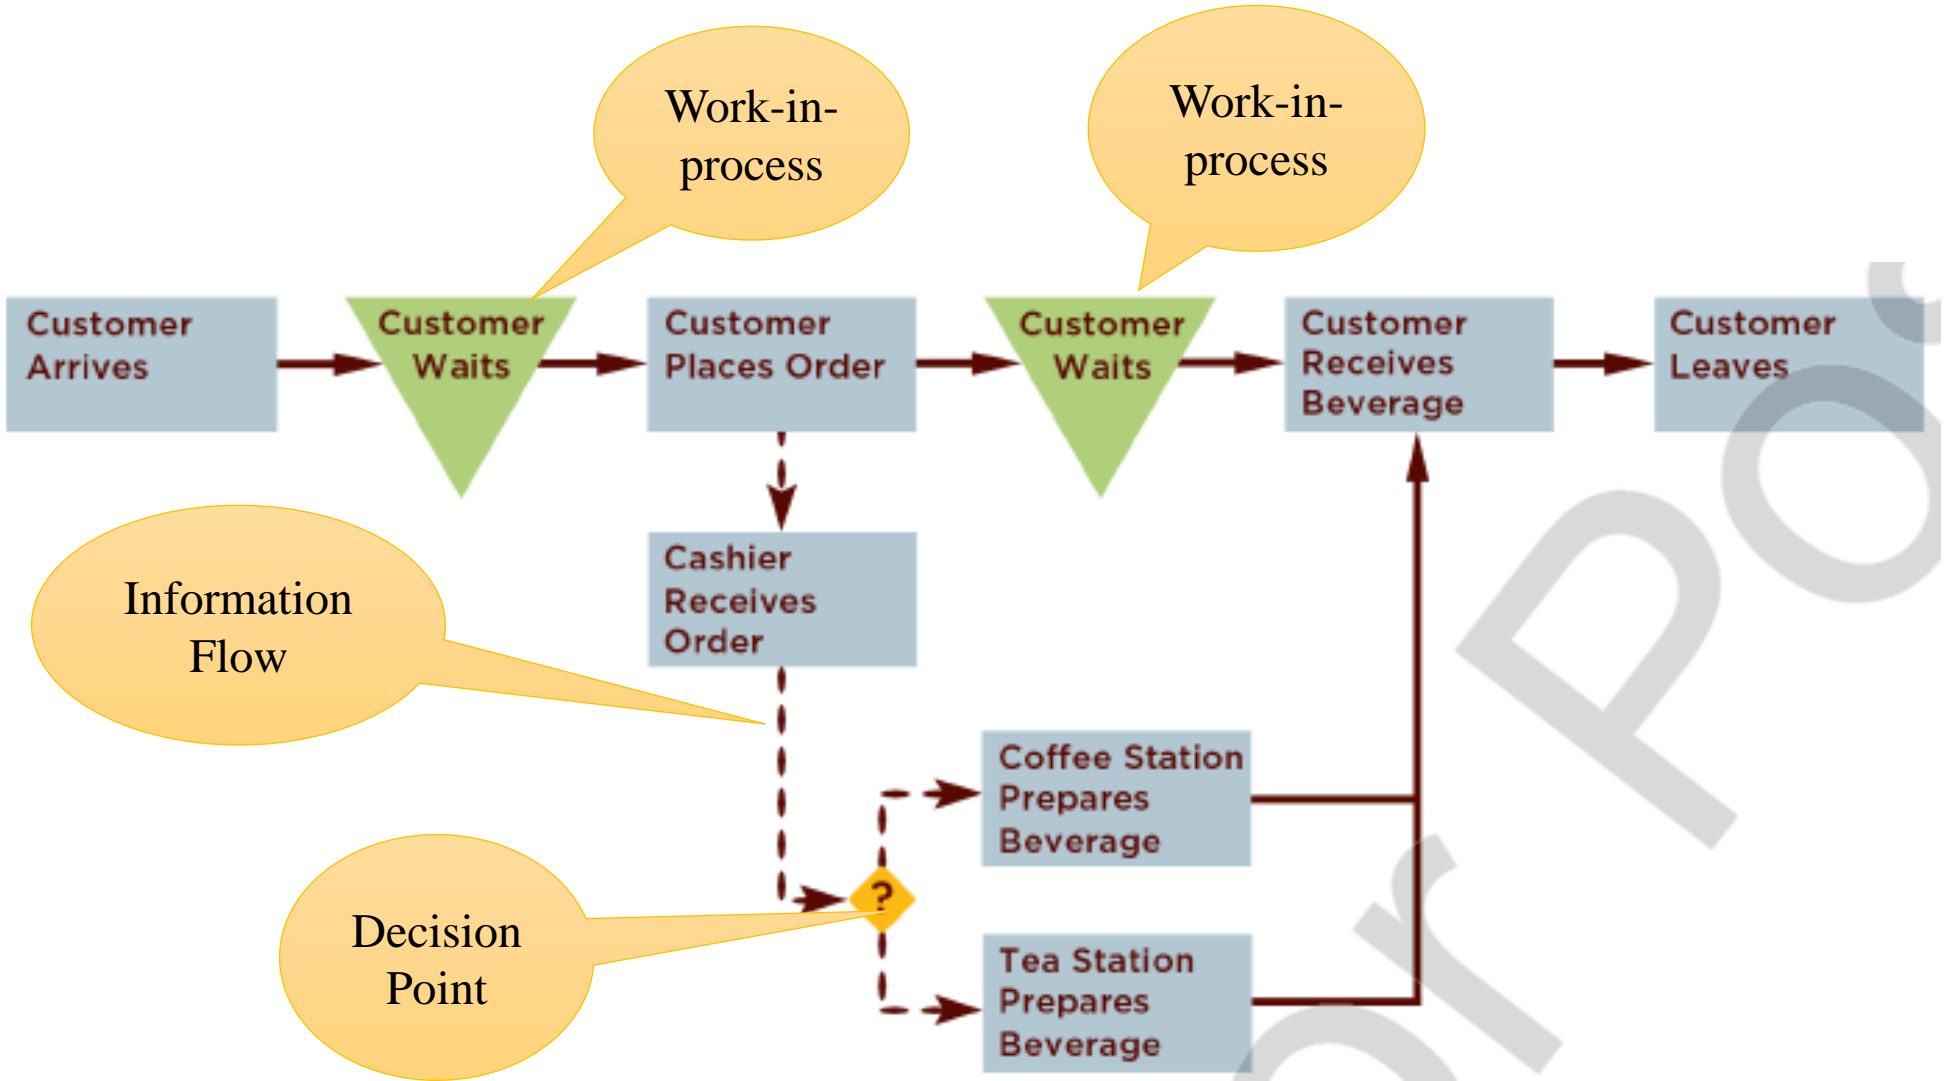 Work-in-
process
Work-in-
process
Customer
Arrives
Customer
Waits
Customer
Places Order
Customer
Waits
Customer
Receives
Beverage
Customer
Leaves
Information
Flow
Cashier
Receives
Order
Coffee Station
Prepares
Beverage
?
Decision
Point
Tea Station
Prepares
Beverage